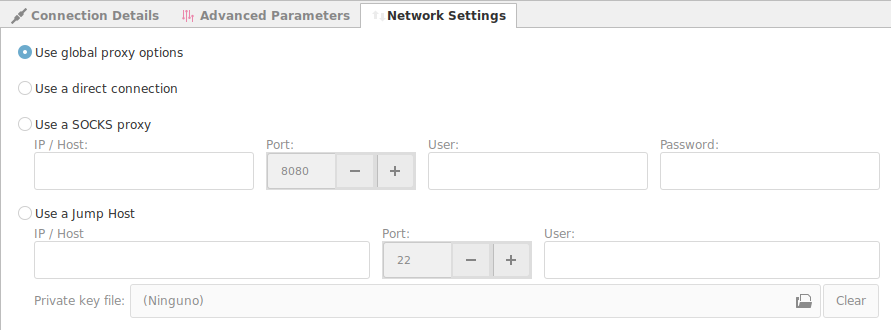 Connection Details Advanced Parameters Network Settings
Use global proxy options
Use a direct connection
Use a SOCKS proxy
IP / Host: Port: User: Password:
8080 − +
Use a Jump Host
IP / Host Port: User:
22 − +
Private key file: (Ninguno) Clear